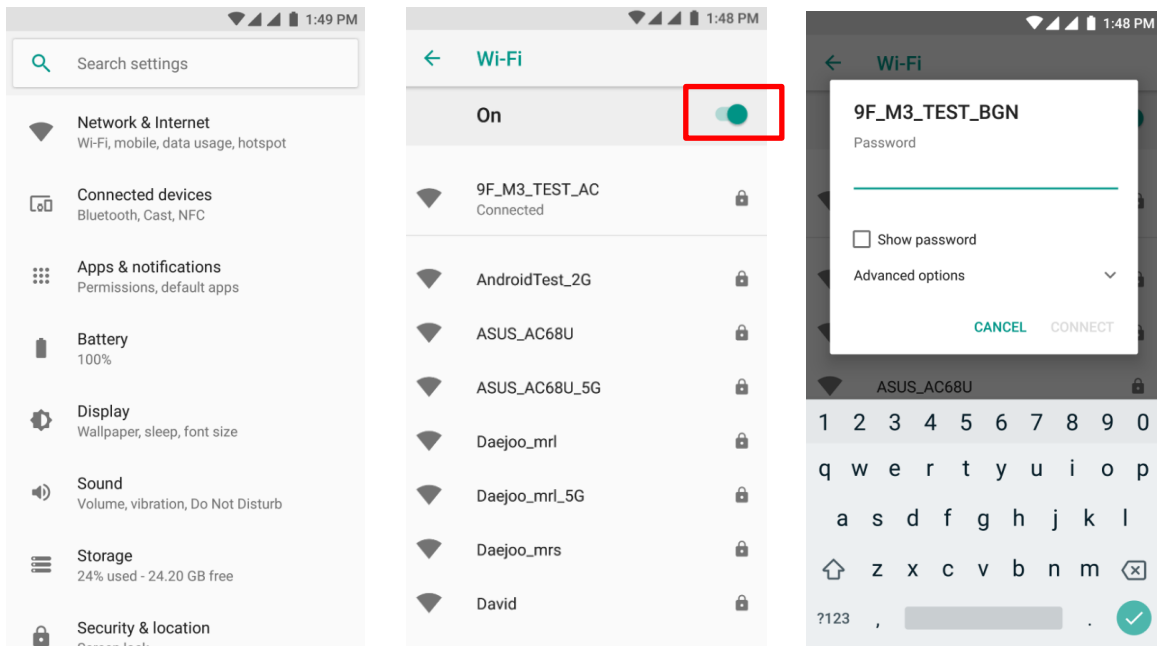 1:49 PM
Search settings
Network & Internet
Wi-Fi, mobile, data usage, hotspot
Connected devices
Bluetooth, Cast, NFC
Apps & notifications
Permissions, default apps
Battery
100%
Display
Wallpaper, sleep, font size
Sound
Volume, vibration, Do Not Disturb
Storage
24% used - 24.20 GB free
Security & location
1:48 PM
Wi-Fi
On
9F_M3_TEST_AC
Connected
AndroidTest_2G
ASUS_AC68U
ASUS_AC68U_5G
Daejoo_mrl
Daejoo_mrl_5G
Daejoo_mrs
David
1:48 PM
Wi-Fi
9F_M3_TEST_BGN
Password
Show password
Advanced options
CANCEL CONNECT
ASUS_AC68U
1 2 3 4 5 6 7 8 9 0
q w e r t y u i o p
a s d f g h j k l
z x c v b n m
?123 , .